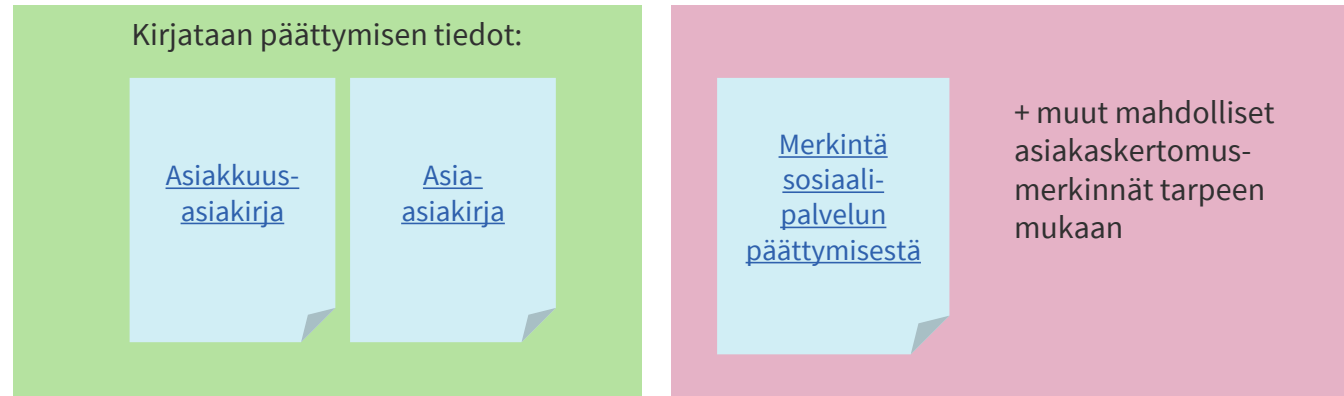 Kirjataan päättymisen tiedot:
Asiakkuus-
asiakirja
Asia-
asiakirja
Merkintä
sosiaali-
palvelun
päättymisestä
+ muut mahdolliset
asiakaskertomus-
merkinnät tarpeen
mukaan